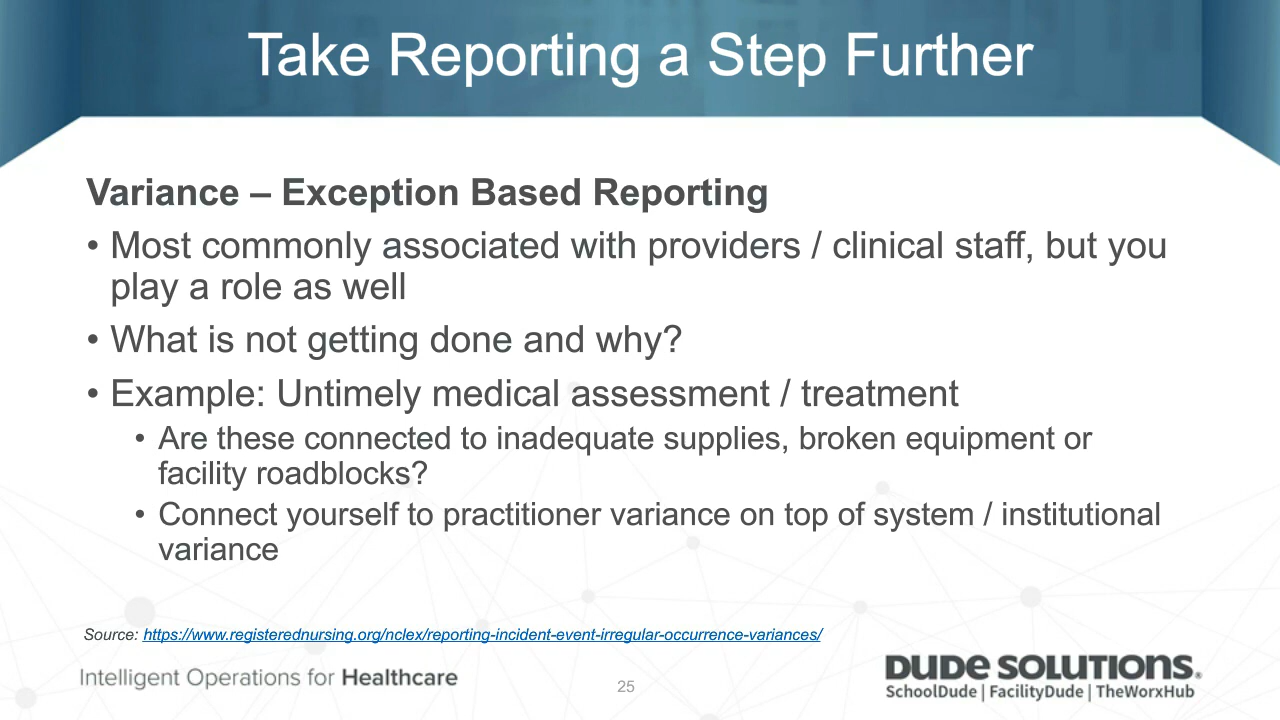 Take Reporting a Step Further
Variance – Exception Based Reporting
• Most commonly associated with providers / clinical staff, but you
play a role as well
• What is not getting done and why?
• Example: Untimely medical assessment / treatment
• Are these connected to inadequate supplies, broken equipment or
facility roadblocks?
• Connect yourself to practitioner variance on top of system / institutional
variance
Source: https://www.registerednursing.org/nclex/reporting-incident-event-irregular-occurrence-variances/
Intelligent Operations for Healthcare
25
DUDE SOLUTIONS.
SchoolDude | FacilityDude | TheWorxHub